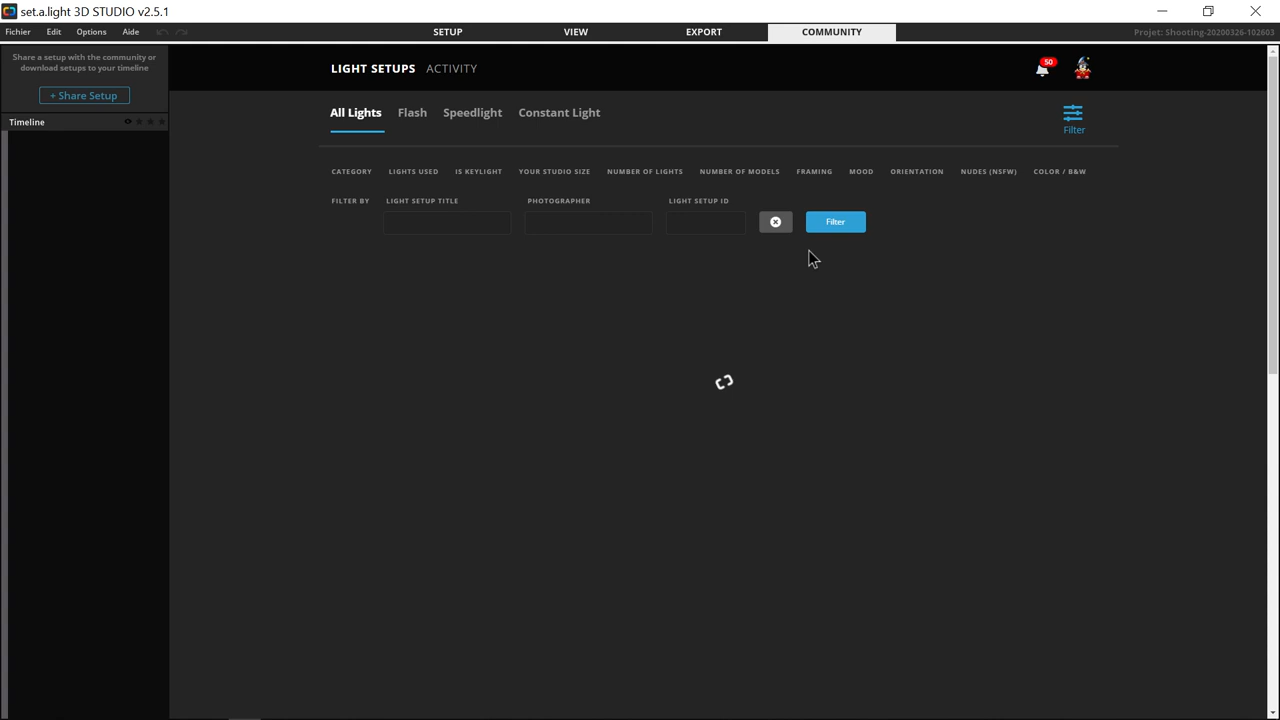 set.a.light 3D STUDIO v2.5.1
Fichier Edit Options Aide SETUP VIEW EXPORT COMMUNITY Projet: Shooting-20200326-102603
Share a setup with the community or
download setups to your timeline
+ Share Setup
Timeline
LIGHT SETUPS ACTIVITY 50
All Lights Flash Speedlight Constant Light
Filter
CATEGORY LIGHTS USED IS KEYLIGHT YOUR STUDIO SIZE NUMBER OF LIGHTS NUMBER OF MODELS FRAMING MOOD ORIENTATION NUDES (NSFW) COLOR / B&W
FILTER BY LIGHT SETUP TITLE PHOTOGRAPHER LIGHT SETUP ID
Filter